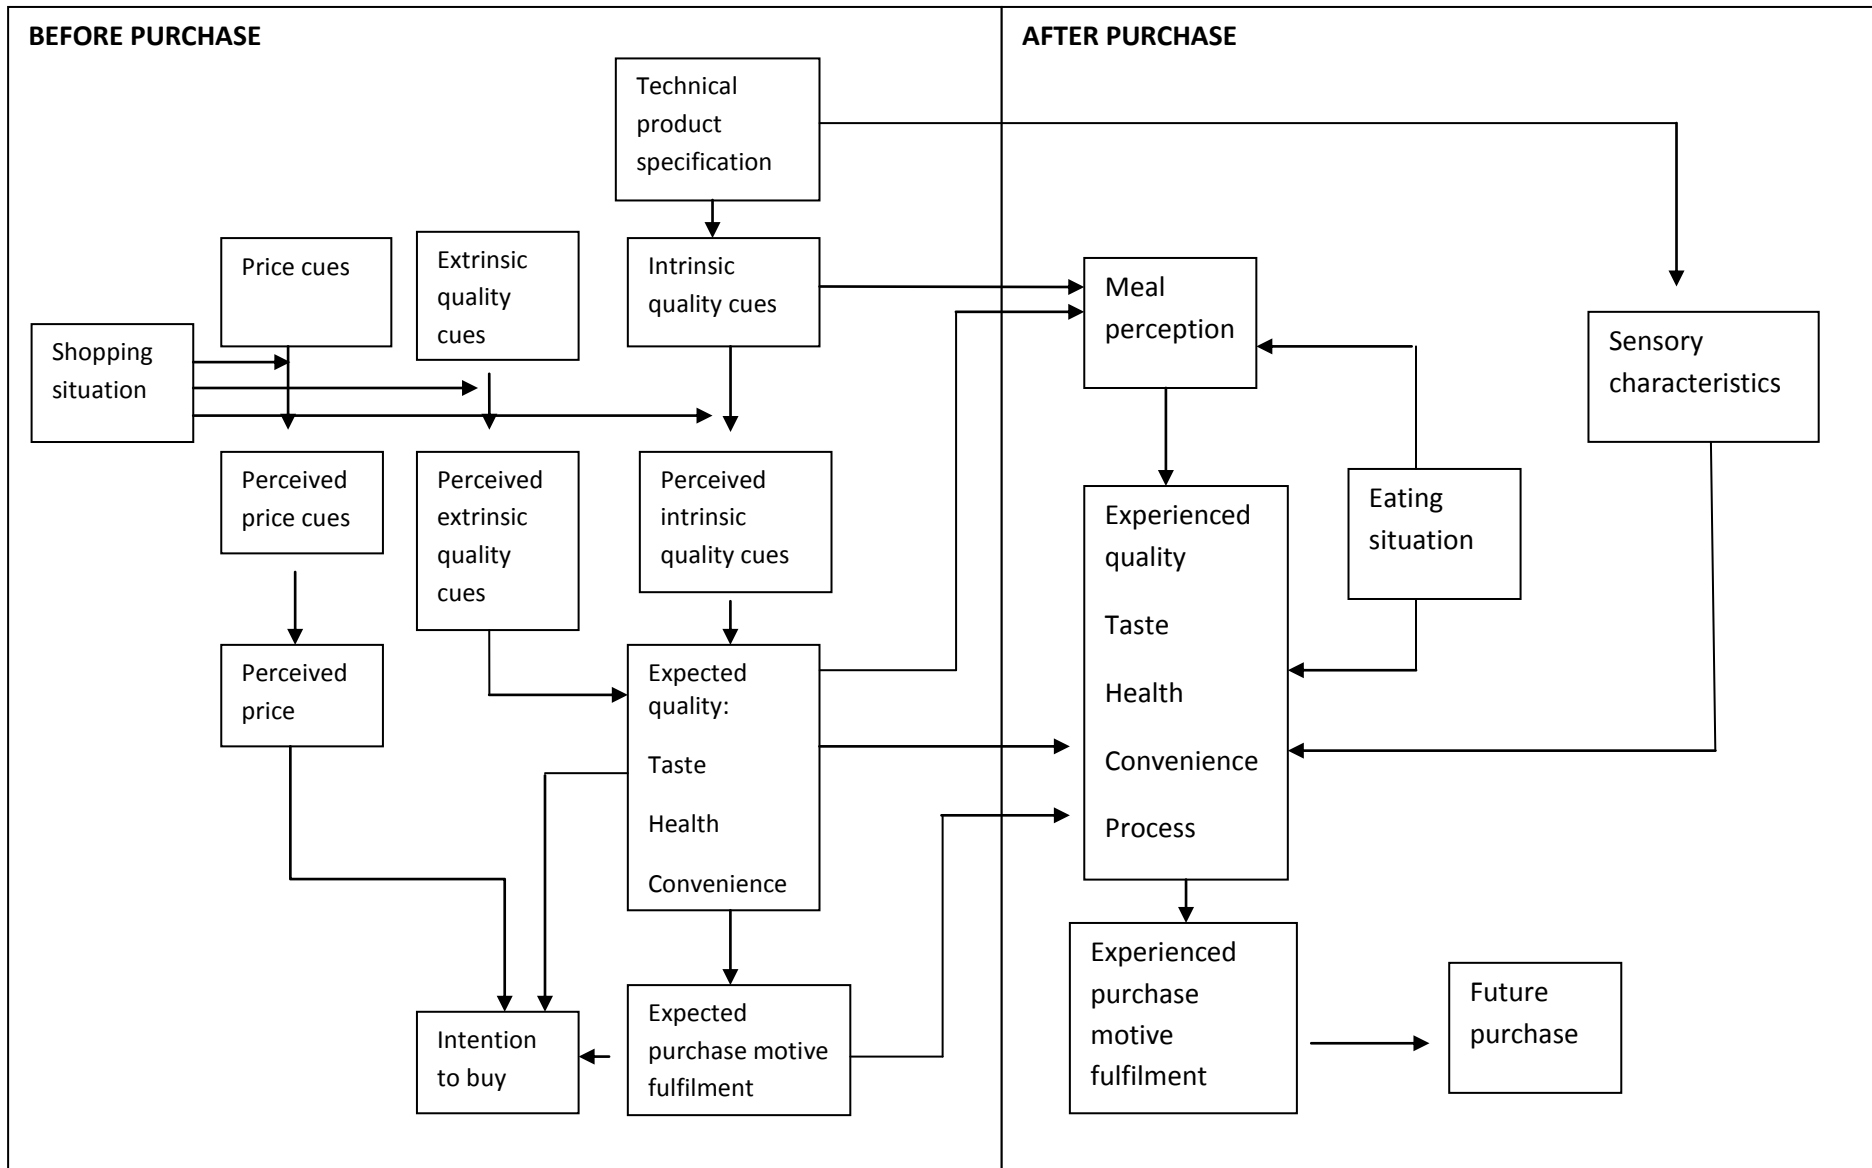 BEFORE PURCHASE
Technical
product
specification
Price cues
Extrinsic
quality
cues
Intrinsic
quality cues
Shopping
situation
Perceived
price cues
Perceived
extrinsic
quality
cues
Perceived
intrinsic
quality cues
Perceived
price
Expected
quality:
Taste
Health
Convenience
Intention
to buy
Expected
purchase motive
fulfilment
AFTER PURCHASE
Meal
perception
Sensory
characteristics
Experienced
quality
Taste
Health
Convenience
Process
Eating
situation
Experienced
purchase
motive
fulfilment
Future
purchase